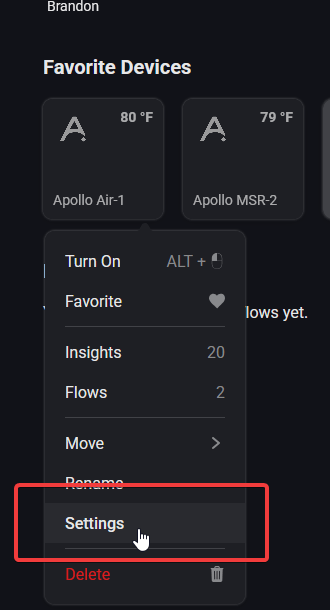 Brandon
Favorite Devices
80 °F
79 °F
Apollo Air-1
Apollo MSR-2
Turn On ALT +
Favorite
lows yet.
Insights 20
Flows 2
Move
Rename
Settings
Delete